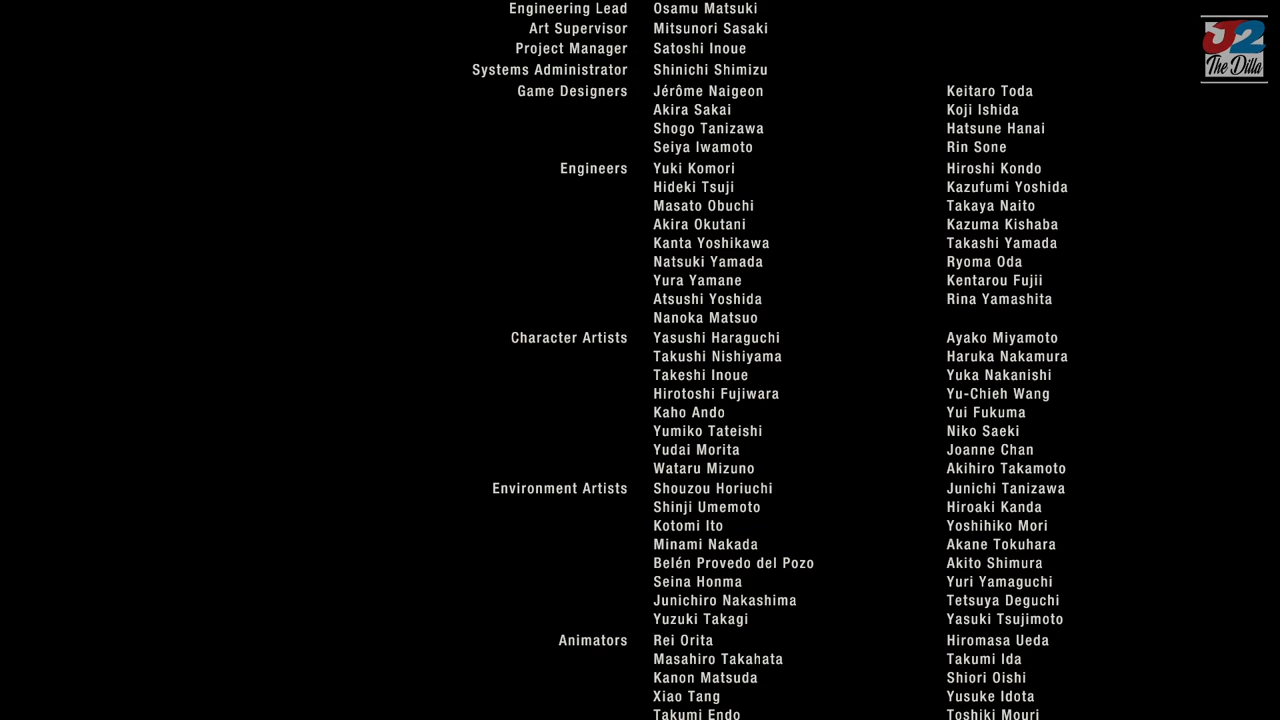 Engineering Lead Osamu Matsuki
Art Supervisor Mitsunori Sasaki
Project Manager Satoshi Inoue
Systems Administrator Shinichi Shimizu
Game Designers Jérôme Naigeon Keitaro Toda
Akira Sakai Koji Ishida
Shogo Tanizawa Hatsune Hanai
Seiya Iwamoto Rin Sone
Engineers Yuki Komori Hiroshi Kondo
Hideki Tsuji Kazufumi Yoshida
Masato Obuchi Takaya Naito
Akira Okutani Kazuma Kishaba
Kanta Yoshikawa Takashi Yamada
Natsuki Yamada Ryoma Oda
Yura Yamane Kentarou Fujii
Atsushi Yoshida Rina Yamashita
Nanoka Matsuo
Character Artists Yasushi Haraguchi Ayako Miyamoto
Takushi Nishiyama Haruka Nakamura
Takeshi Inoue Yuka Nakanishi
Hirotoshi Fujiwara Yu-Chieh Wang
Kaho Ando Yui Fukuma
Yumiko Tateishi Niko Saeki
Yudai Morita Joanne Chan
Wataru Mizuno Akihiro Takamoto
Environment Artists Shouzou Horiuchi Junichi Tanizawa
Shinji Umemoto Hiroaki Kanda
Kotomi Ito Yoshihiko Mori
Minami Nakada Akane Tokuhara
Belén Provedo del Pozo Akito Shimura
Seina Honma Yuri Yamaguchi
Junichiro Nakashima Tetsuya Deguchi
Yuzuki Takagi Yasuki Tsujimoto
Animators Rei Orita Hiromasa Ueda
Masahiro Takahata Takumi Ida
Kanon Matsuda Shiori Oishi
Xiao Tang Yusuke Idota
Takumi Endo Toshiki Mouri
J2
The Dilla